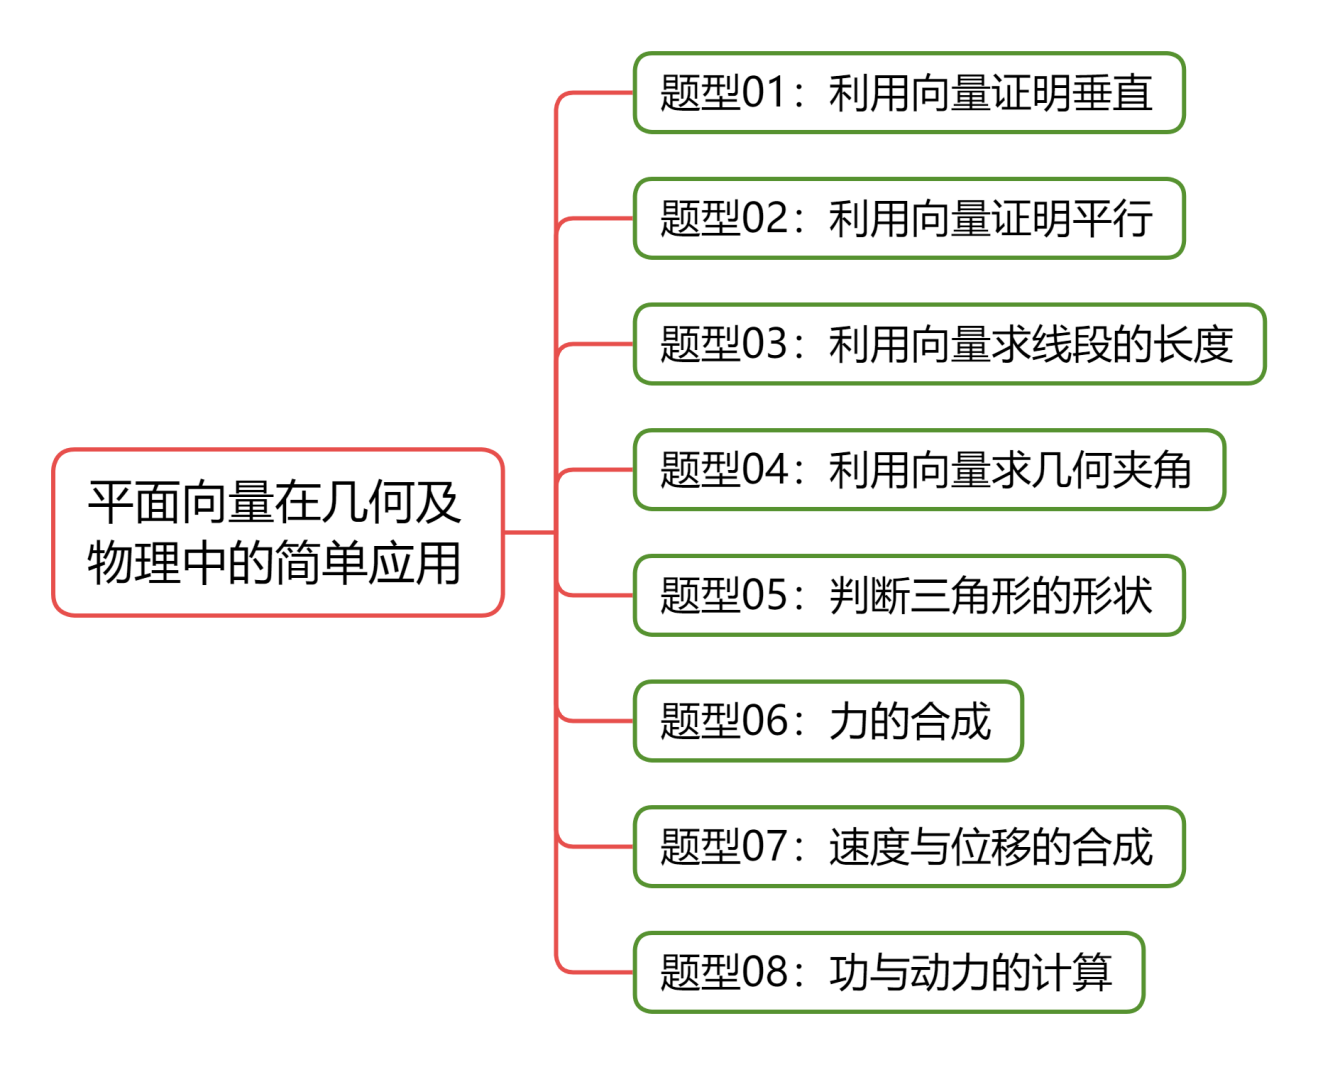 平面向量在几何及
物理中的简单应用
题型01：利用向量证明垂直
题型02：利用向量证明平行
题型03：利用向量求线段的长度
题型04：利用向量求几何夹角
题型05：判断三角形的形状
题型06：力的合成
题型07：速度与位移的合成
题型08：功与动力的计算